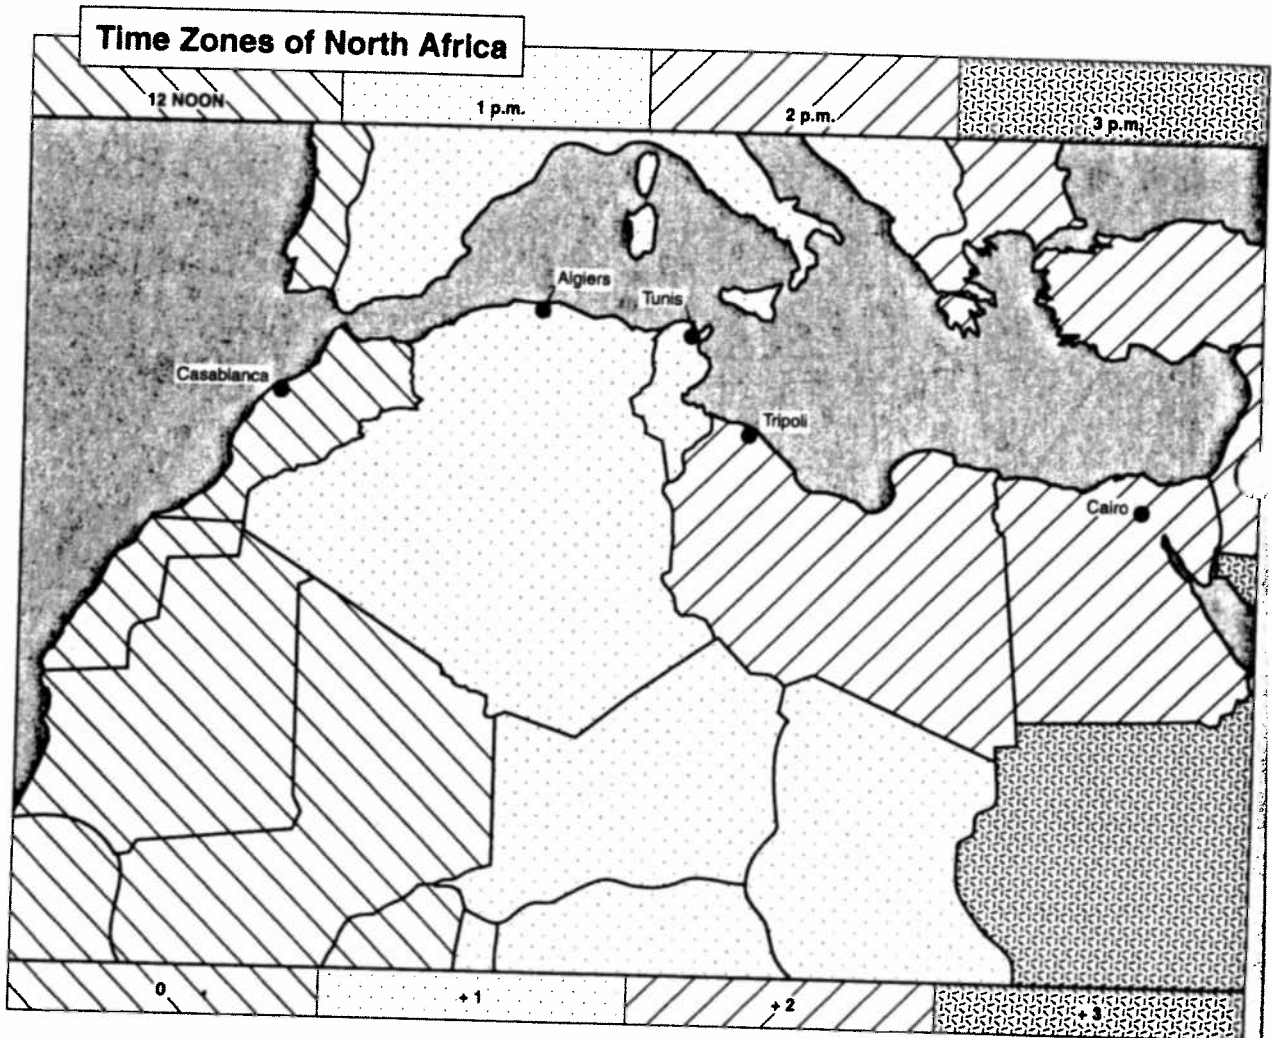 Time Zones of North Africa
12 NOON
1 p.m.
2 p.m.
3 p.m.
Algiers
Tunis
Casablanca
Tripoli
Cairo
0
+1
+2
+3